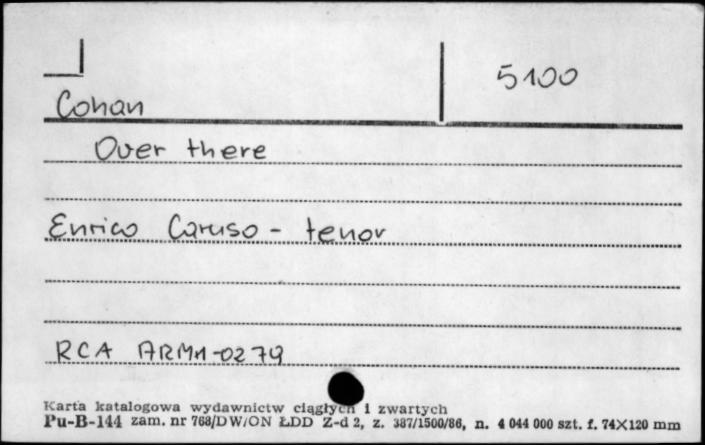 5100
Cohan
Over there
Enrico Caruso - tenor
RCA ARM1-0279
Karta katalogowa wydawnictw ciągłych i zwartych
Pu-B-144 zam. nr 768/DW/ON ŁDD Z-d 2, z. 387/1500/86, n. 4 044 000 szt. f. 74X120 mm